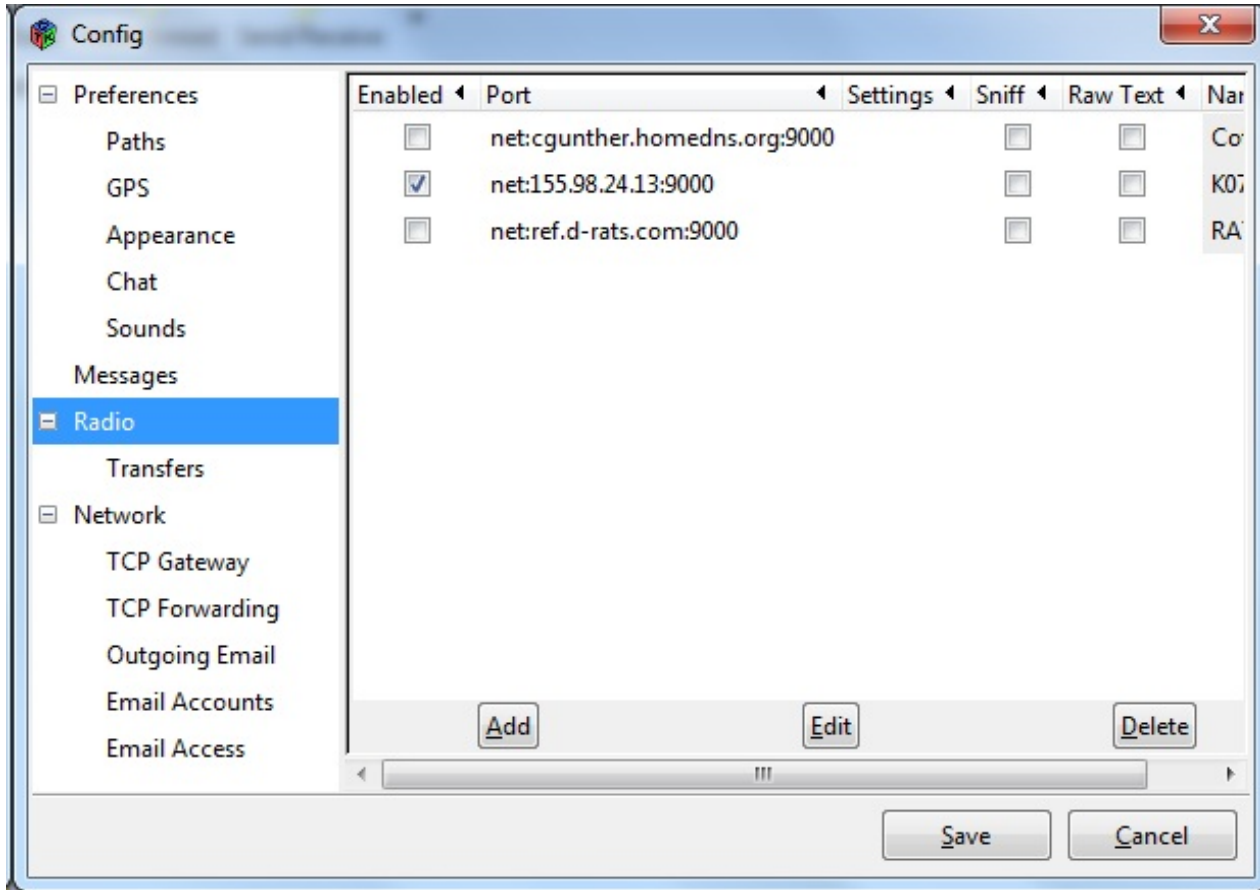 Config
Preferences
Paths
GPS
Appearance
Chat
Sounds
Messages
Radio
Transfers
Network
TCP Gateway
TCP Forwarding
Outgoing Email
Email Accounts
Email Access
Enabled Port Settings Sniff Raw Text
net:cgunther.homedns.org:9000
net:155.98.24.13:9000
net:ref.d-rats.com:9000
Add Edit Delete
Save Cancel